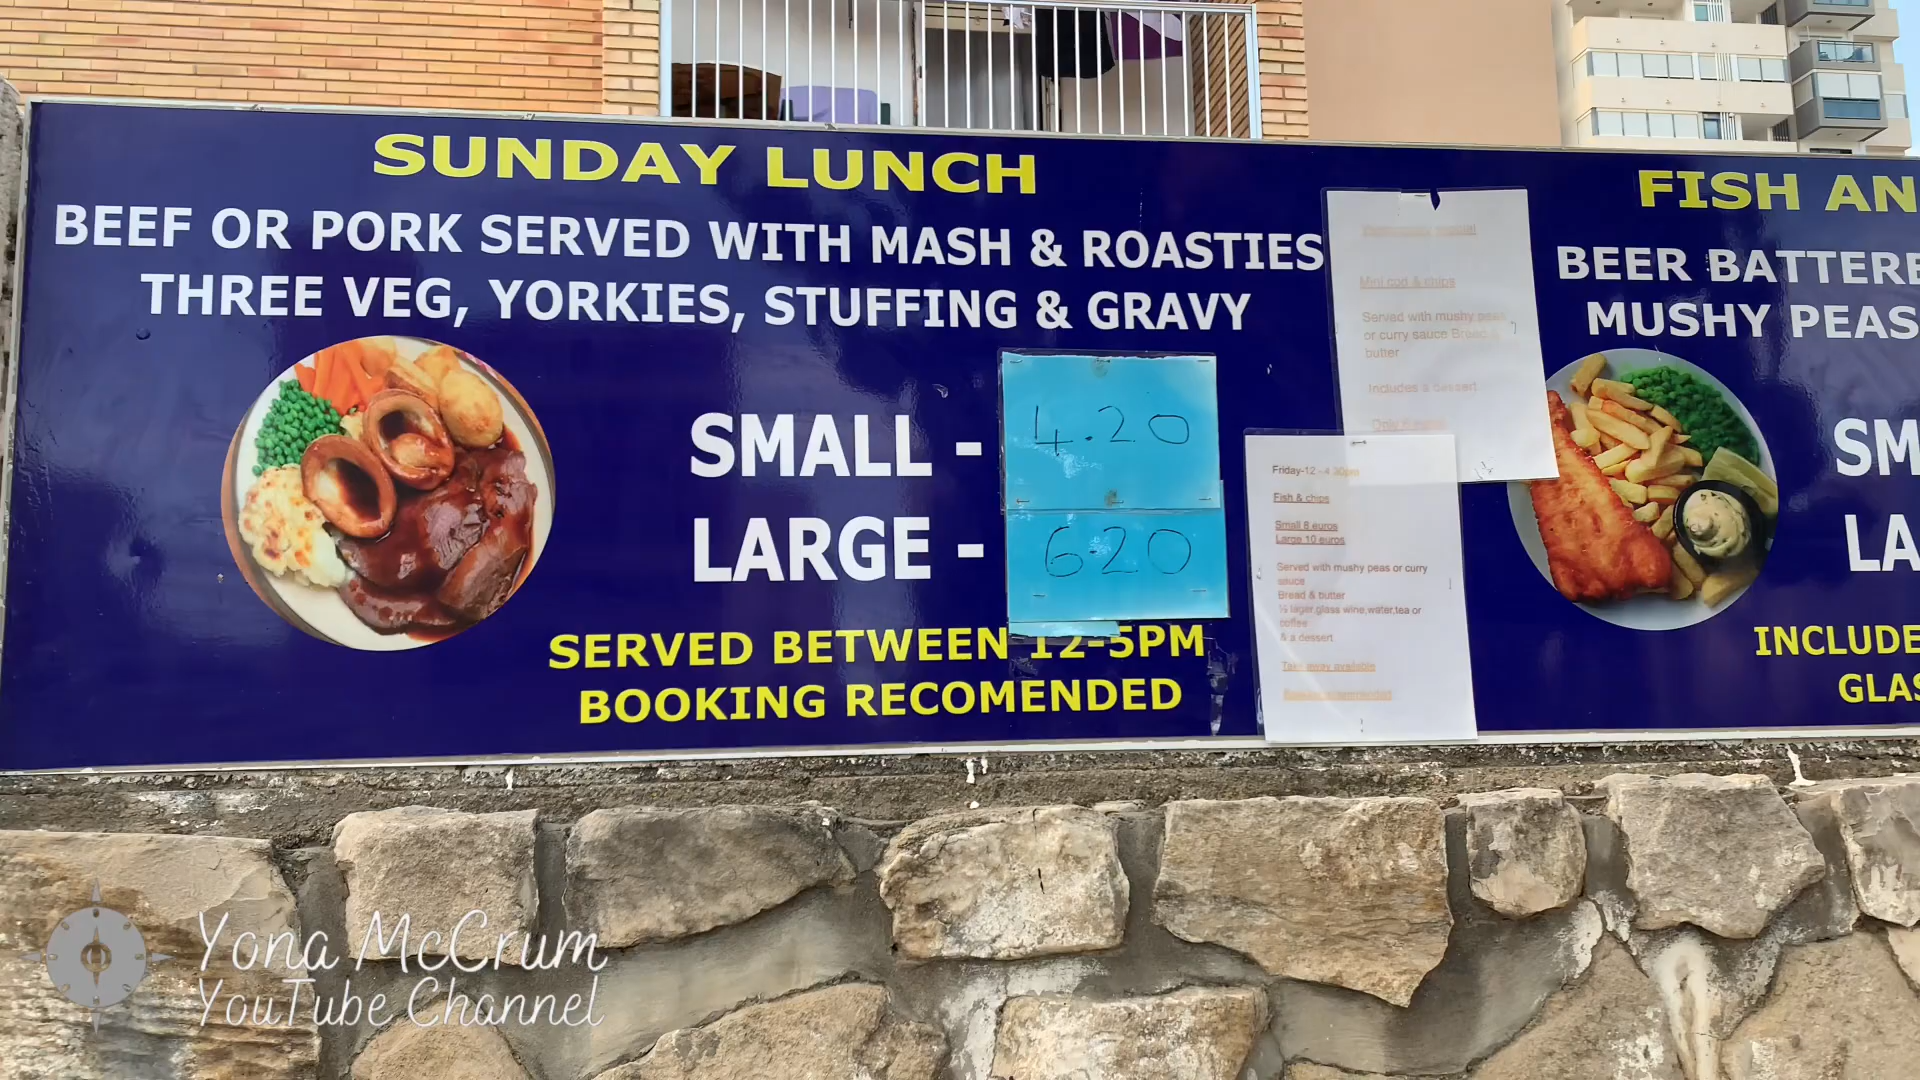 SUNDAY LUNCH
BEEF OR PORK SERVED WITH MASH & ROASTIES
THREE VEG, YORKIES, STUFFING & GRAVY
SMALL - 4.20
LARGE - 6.20
SERVED BETWEEN 12-5PM
BOOKING RECOMENDED
Mini cod & chips
Served with mushy peas
or curry sauce Bread &
butter
Includes a dessert
Only
Friday-12 - 4.30pm
Fish & chips
Small 8 euros
Large 10 euros
Served with mushy peas or curry
sauce
Bread & butter
½ lager,glass wine,water,tea or
coffee
& a dessert
Take away available
FISH AN
BEER BATTERE
MUSHY PEAS
SM
LA
INCLUDE
GLAS
Yona McCrum
YouTube Channel